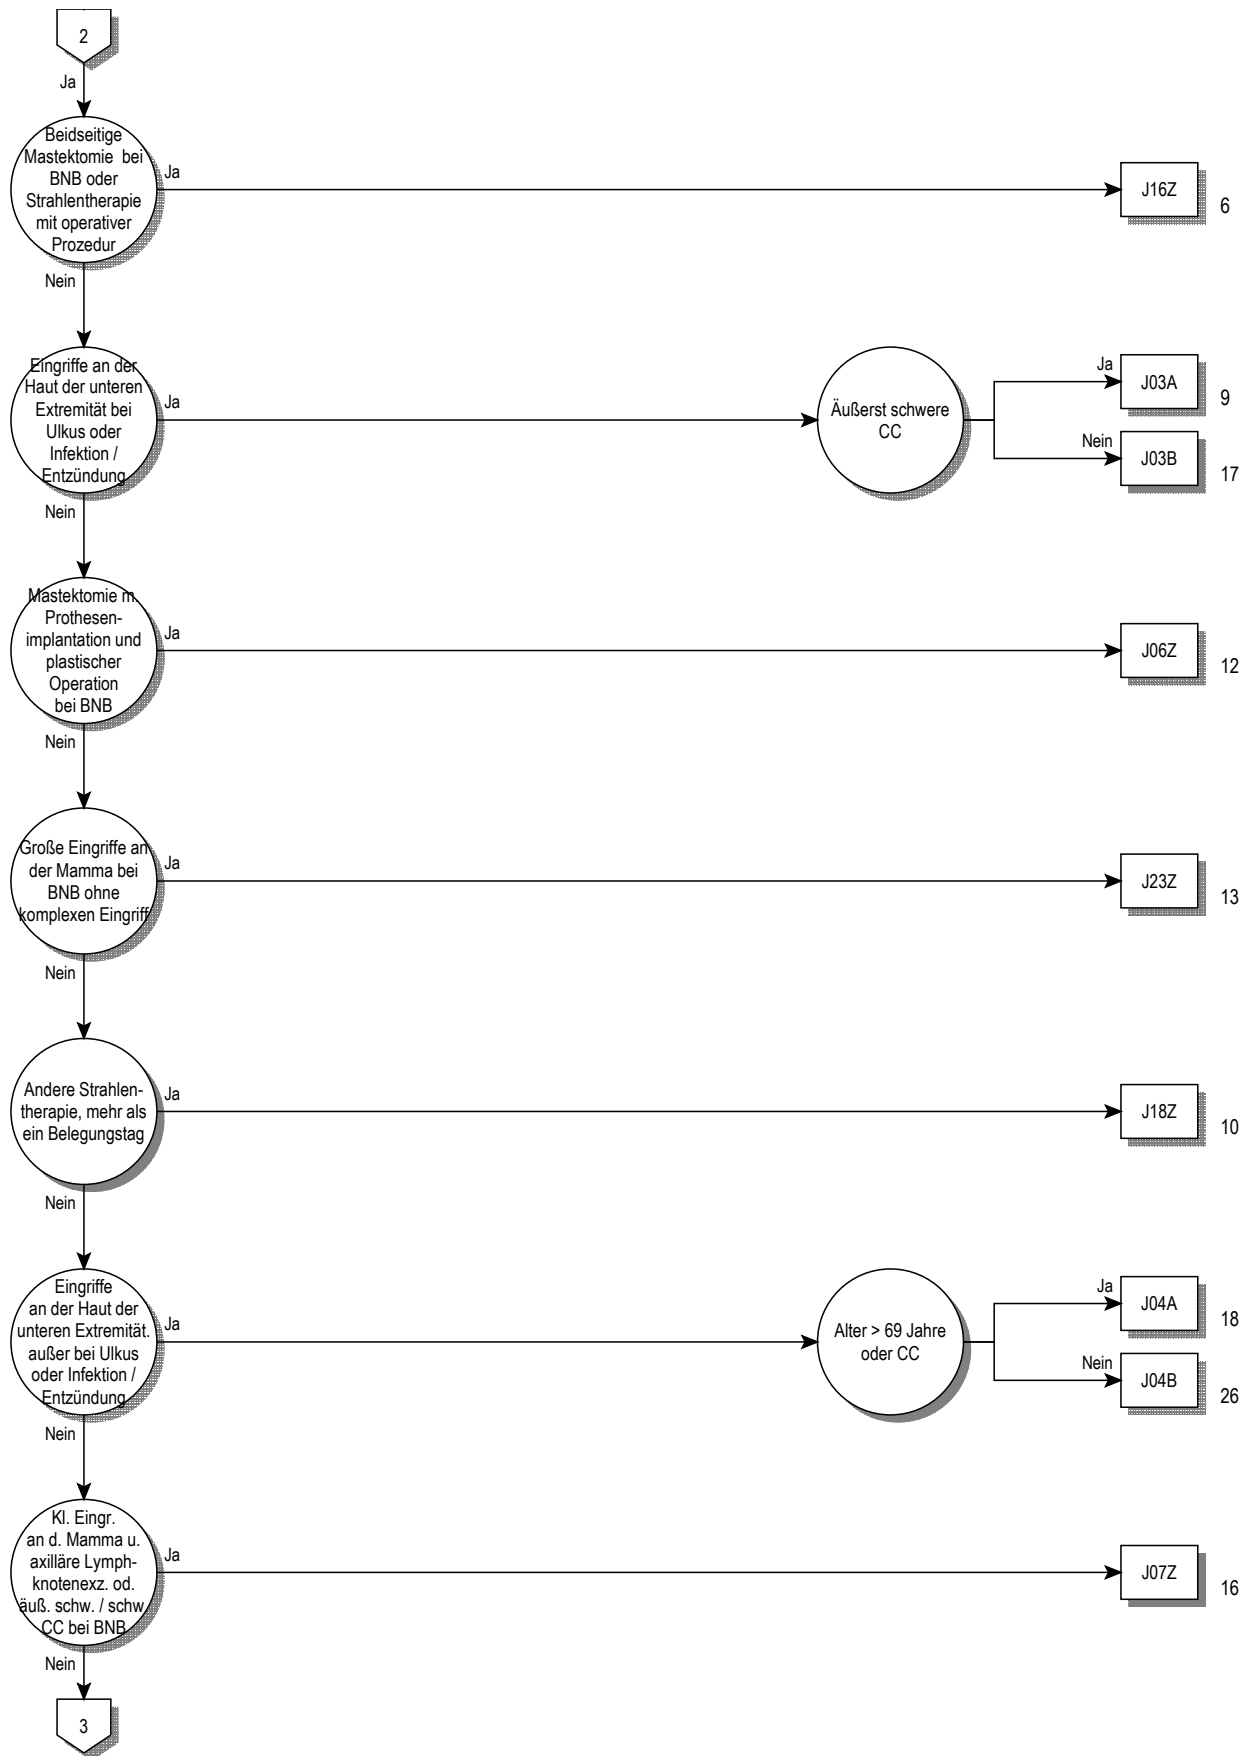 2
Ja
Beidseitige
Mastektomie bei
BNB oder
Strahlentherapie
mit operativer
Prozedur
Ja
J16Z
6
Nein
Eingriffe an der
Haut der unteren
Extremität bei
Ulkus oder
Infektion /
Entzündung
Ja
Äußerst schwere
CC
Ja
J03A
9
Nein
J03B
17
Nein
Mastektomie m.
Prothesen-
implantation und
plastischer
Operation
bei BNB
Ja
J06Z
12
Nein
Große Eingriffe an
der Mamma bei
BNB ohne
komplexen Eingriff
Ja
J23Z
13
Nein
Andere Strahlen-
therapie, mehr als
ein Belegungstag
Ja
J18Z
10
Nein
Eingriffe
an der Haut der
unteren Extremität.
außer bei Ulkus
oder Infektion /
Entzündung
Ja
Alter > 69 Jahre
oder CC
Ja
J04A
18
Nein
J04B
26
Nein
Kl. Eingr.
an d. Mamma u.
axilläre Lymph-
knotenexz. od.
äuß. schw. / schw.
CC bei BNB
Ja
J07Z
16
Nein
3